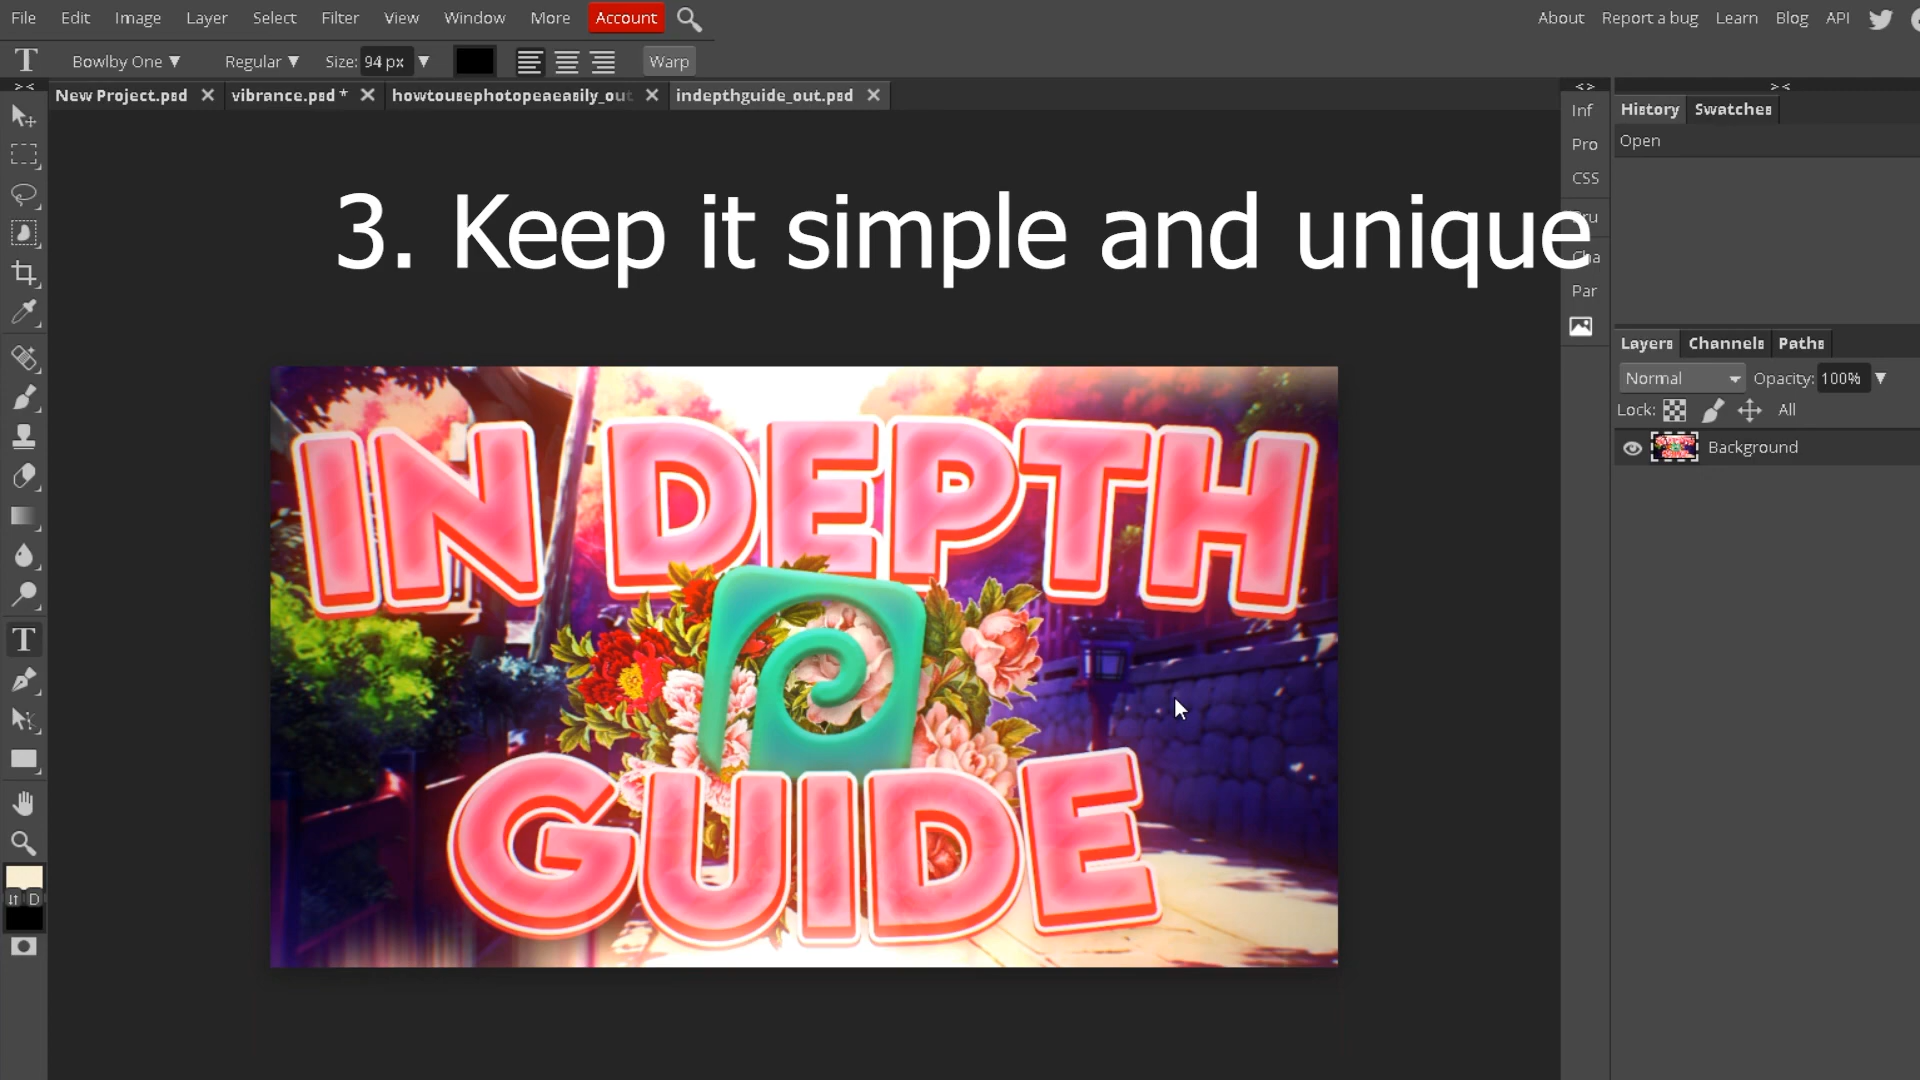 File Edit Image Layer Select Filter View Window More Account About Report a bug Learn Blog API
T Bowlby One ▼ Regular ▼ Size: 94 px ▼ Warp
New Project.psd vibrance.psd * howtousephotopeaeasily_out indepthguide_out.psd
Inf
Pro
CSS
Cha
Par
History Swatches
Open
3. Keep it simple and unique
Layers Channels Paths
Normal Opacity: 100% ▼
Lock: All
Background
IN DEPTH
GUIDE
D